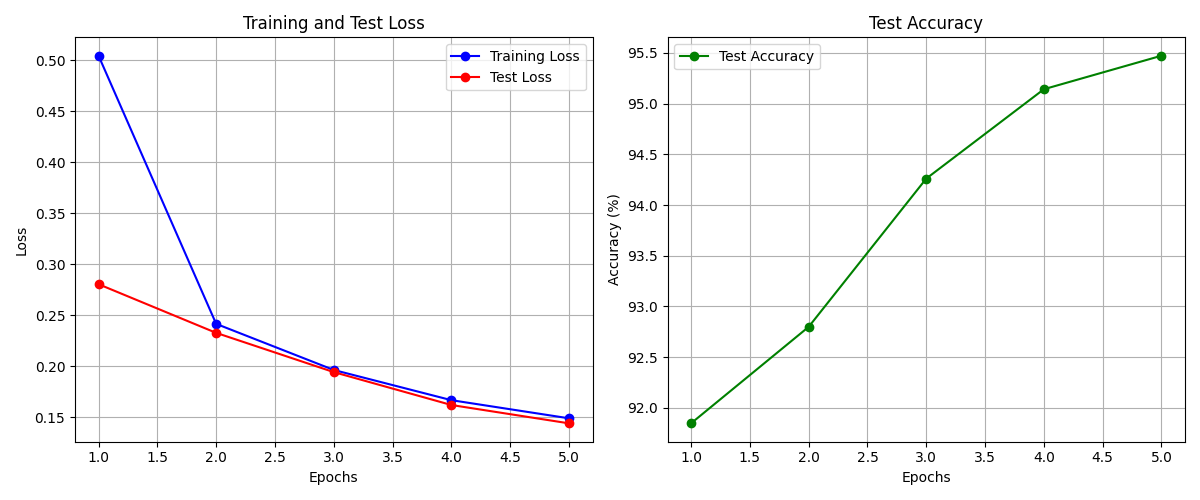 Training and Test Loss
Training Loss
Test Loss
0.50
0.45
0.40
0.35
0.30
0.25
0.20
0.15
Loss
1.0 1.5 2.0 2.5 3.0 3.5 4.0 4.5 5.0
Epochs
Test Accuracy
Test Accuracy
95.5
95.0
94.5
94.0
93.5
93.0
92.5
92.0
Accuracy (%)
1.0 1.5 2.0 2.5 3.0 3.5 4.0 4.5 5.0
Epochs